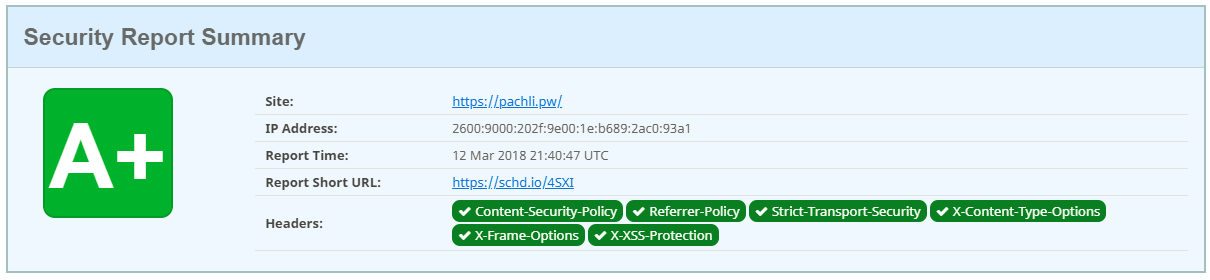 Security Report Summary
A+
Site: https://pachli.pw/
IP Address: 2600:9000:202f:9e00:1e:b689:2ac0:93a1
Report Time: 12 Mar 2018 21:40:47 UTC
Report Short URL: https://schd.io/4SXI
Headers: Content-Security-Policy Referrer-Policy Strict-Transport-Security X-Content-Type-Options
X-Frame-Options X-XSS-Protection